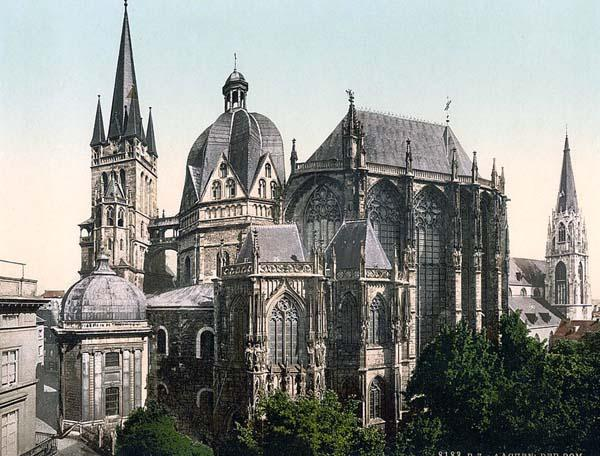 8183 P.Z. AACHEN. DER DOM.